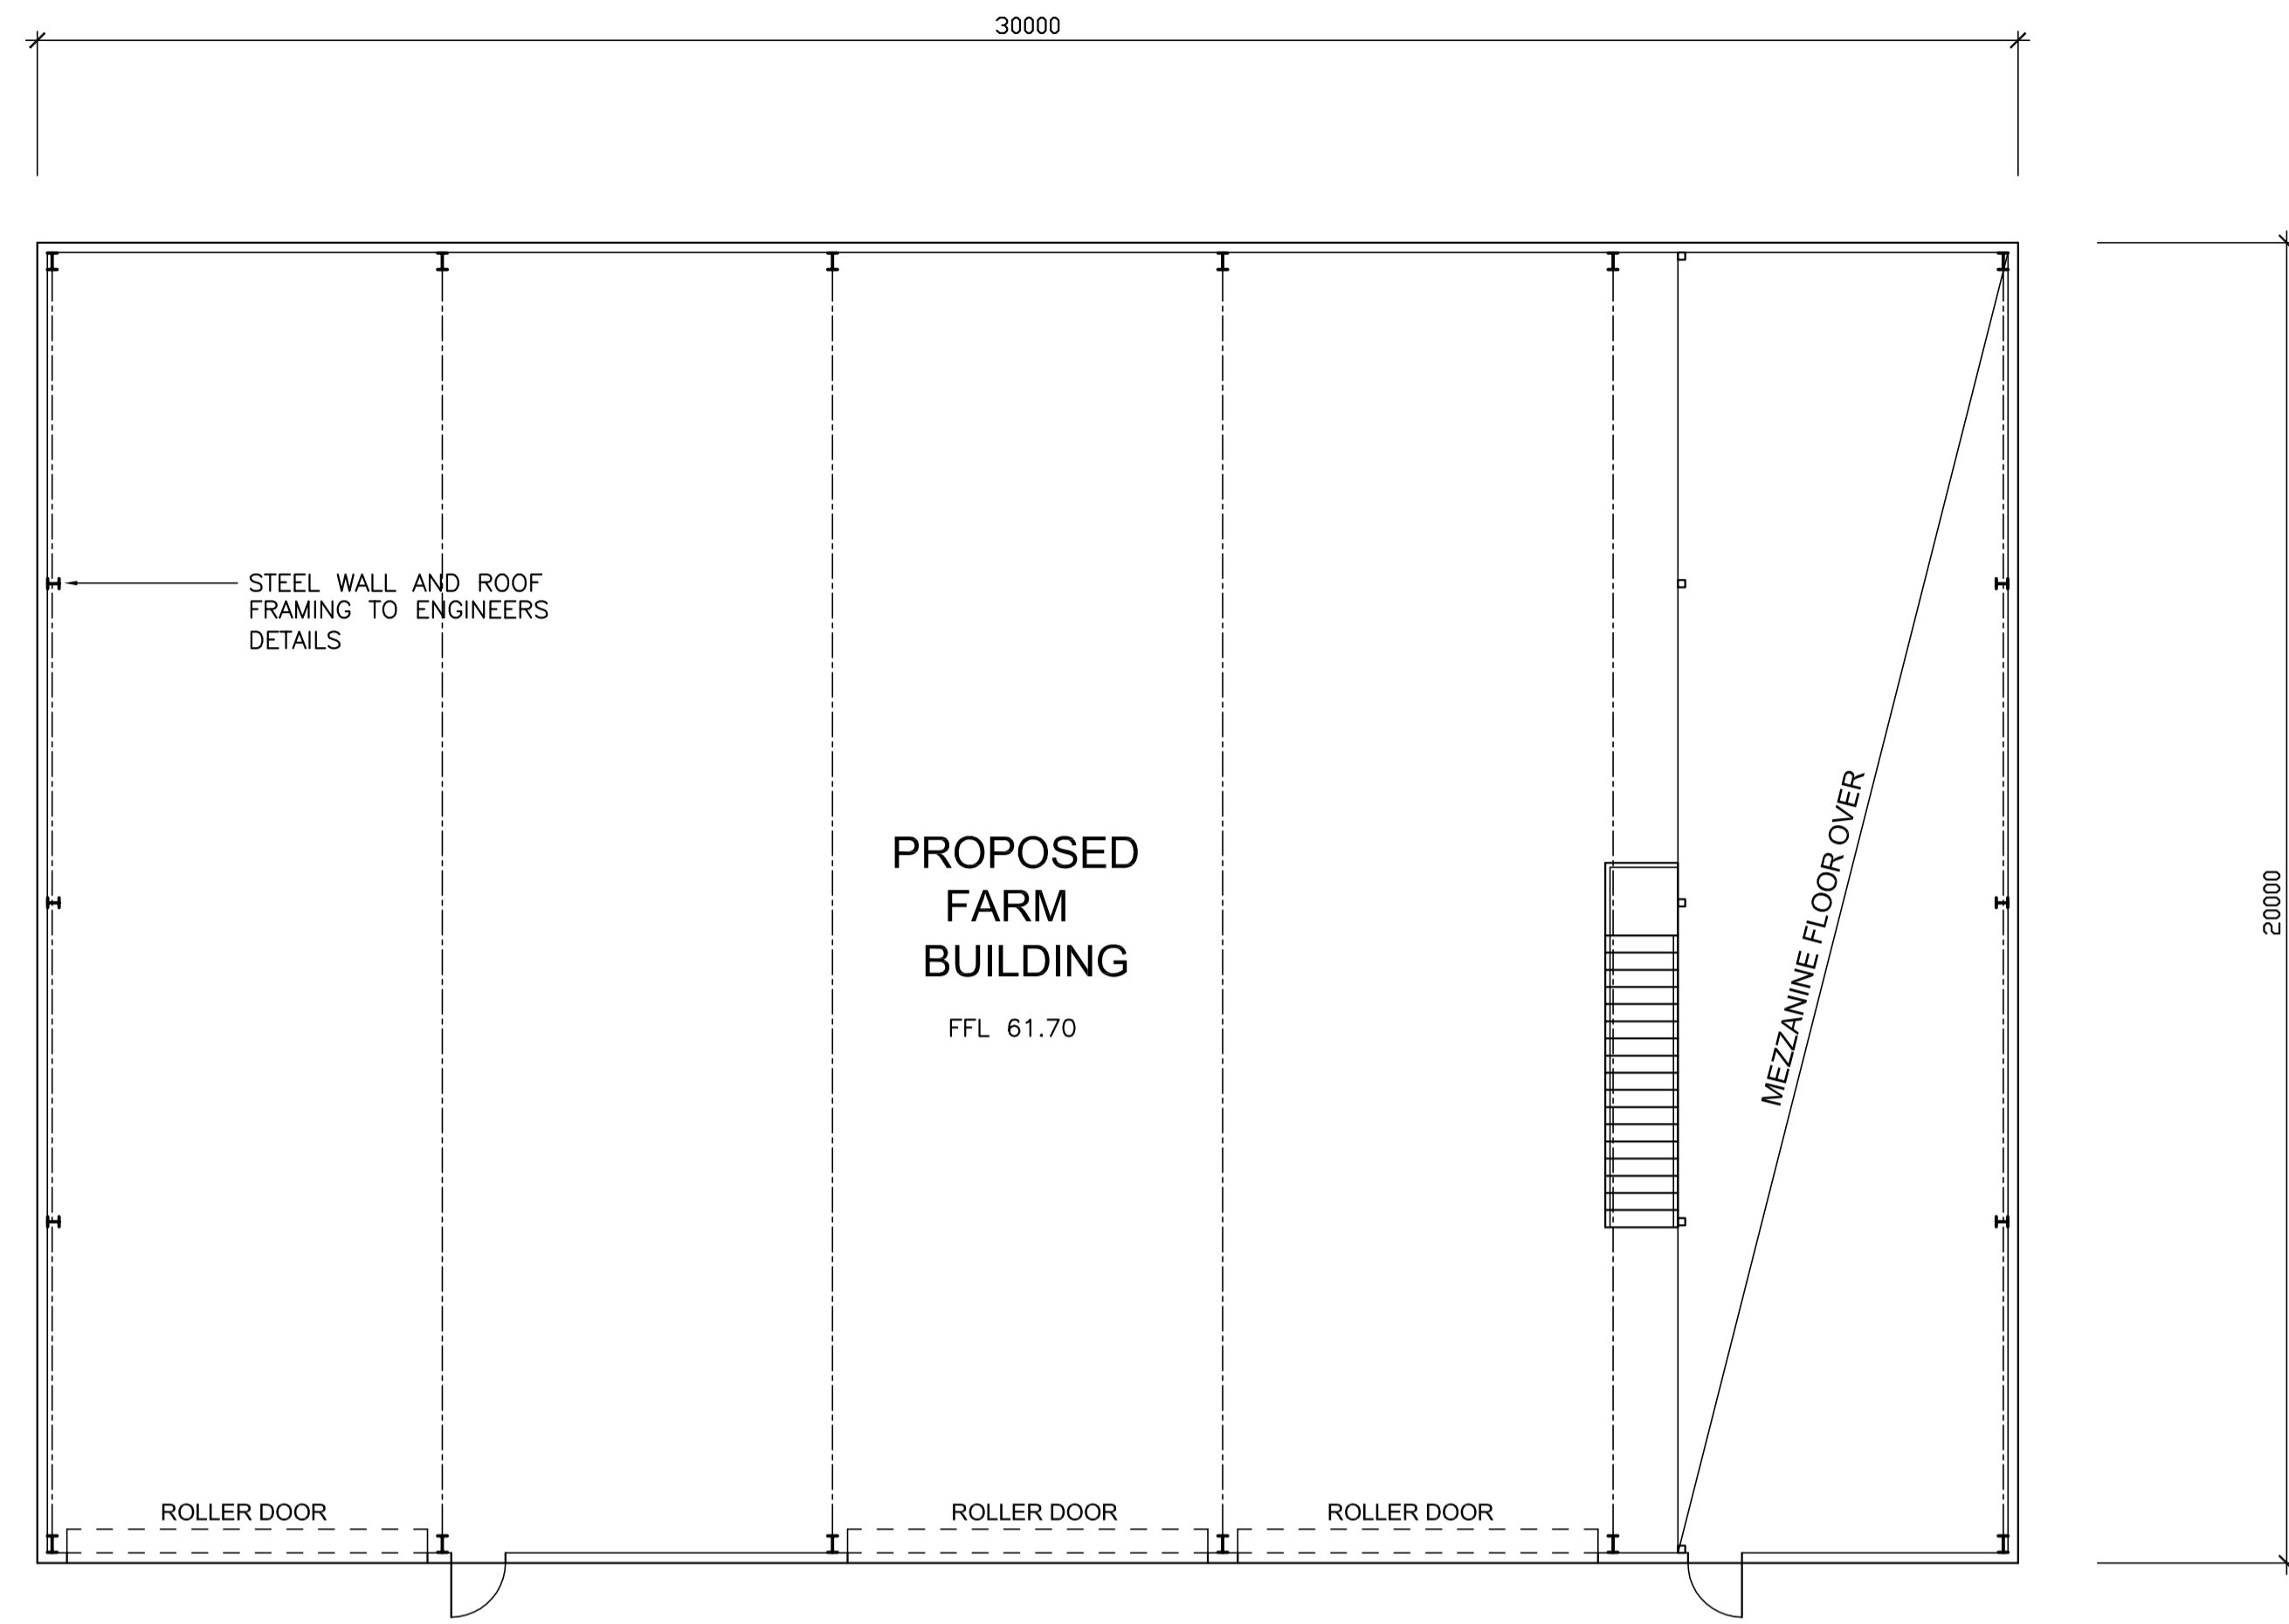 30000
STEEL WALL AND ROOF
FRAMING TO ENGINEERS
DETAILS
MEZZANINE FLOOR OVER
PROPOSED
FARM
BUILDING
FFL 61.70
20000
ROLLER DOOR
ROLLER DOOR
ROLLER DOOR